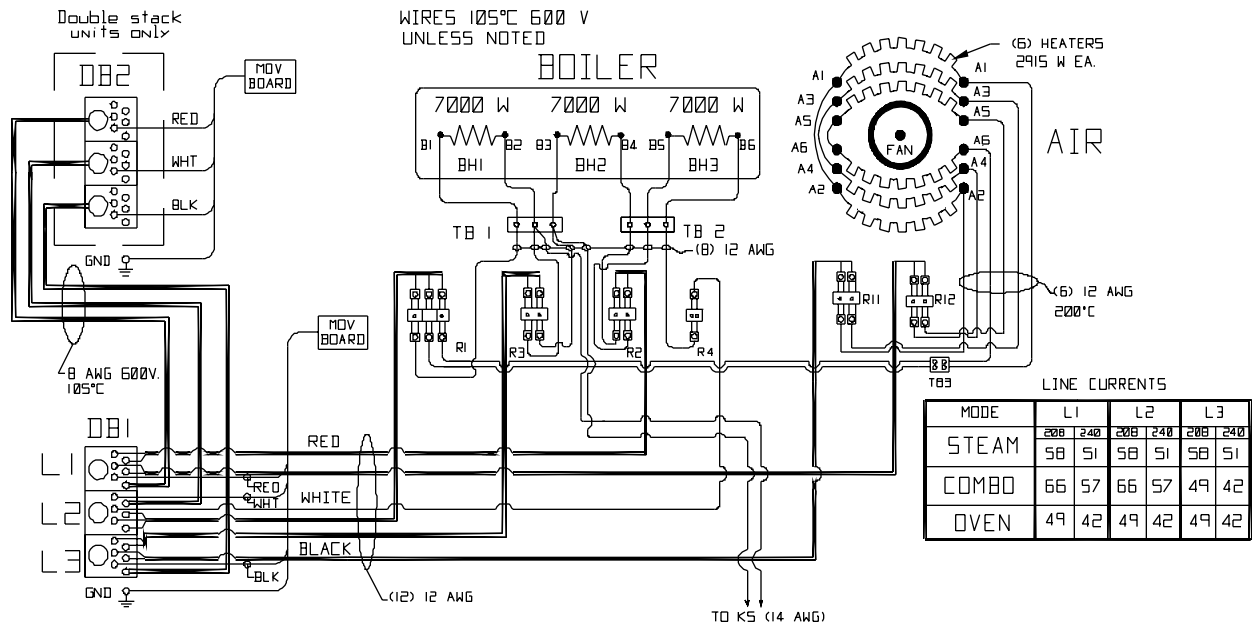 Double stack
units only
DB2
MOV
BOARD
RED
WHT
BLK
GND
WIRES 105°C 600 V
UNLESS NOTED
BOILER
7000 W 7000 W 7000 W
B1 B2 B3 B4 B5 B6
BH1 BH2 BH3
TB 1 TB 2
(8) 12 AWG
(6) HEATERS
2915 W EA.
A1 A1
A3 A3
A5 A5
A6 A6
A4 A4
A2 A2
FAN
AIR
(6) 12 AWG
200°C
R1 R3 R2 R4 R11 R12
TB3
MOV
BOARD
8 AWG 600V.
105°C
DB1
L1
L2
L3
RED
RED
WHT
WHITE
BLACK
BLK
GND
(12) 12 AWG
TO K5 (14 AWG)
LINE CURRENTS
MODE L1 L2 L3
208 240 208 240 208 240
STEAM 58 51 58 51 58 51
COMBO 66 57 66 57 49 42
OVEN 49 42 49 42 49 42